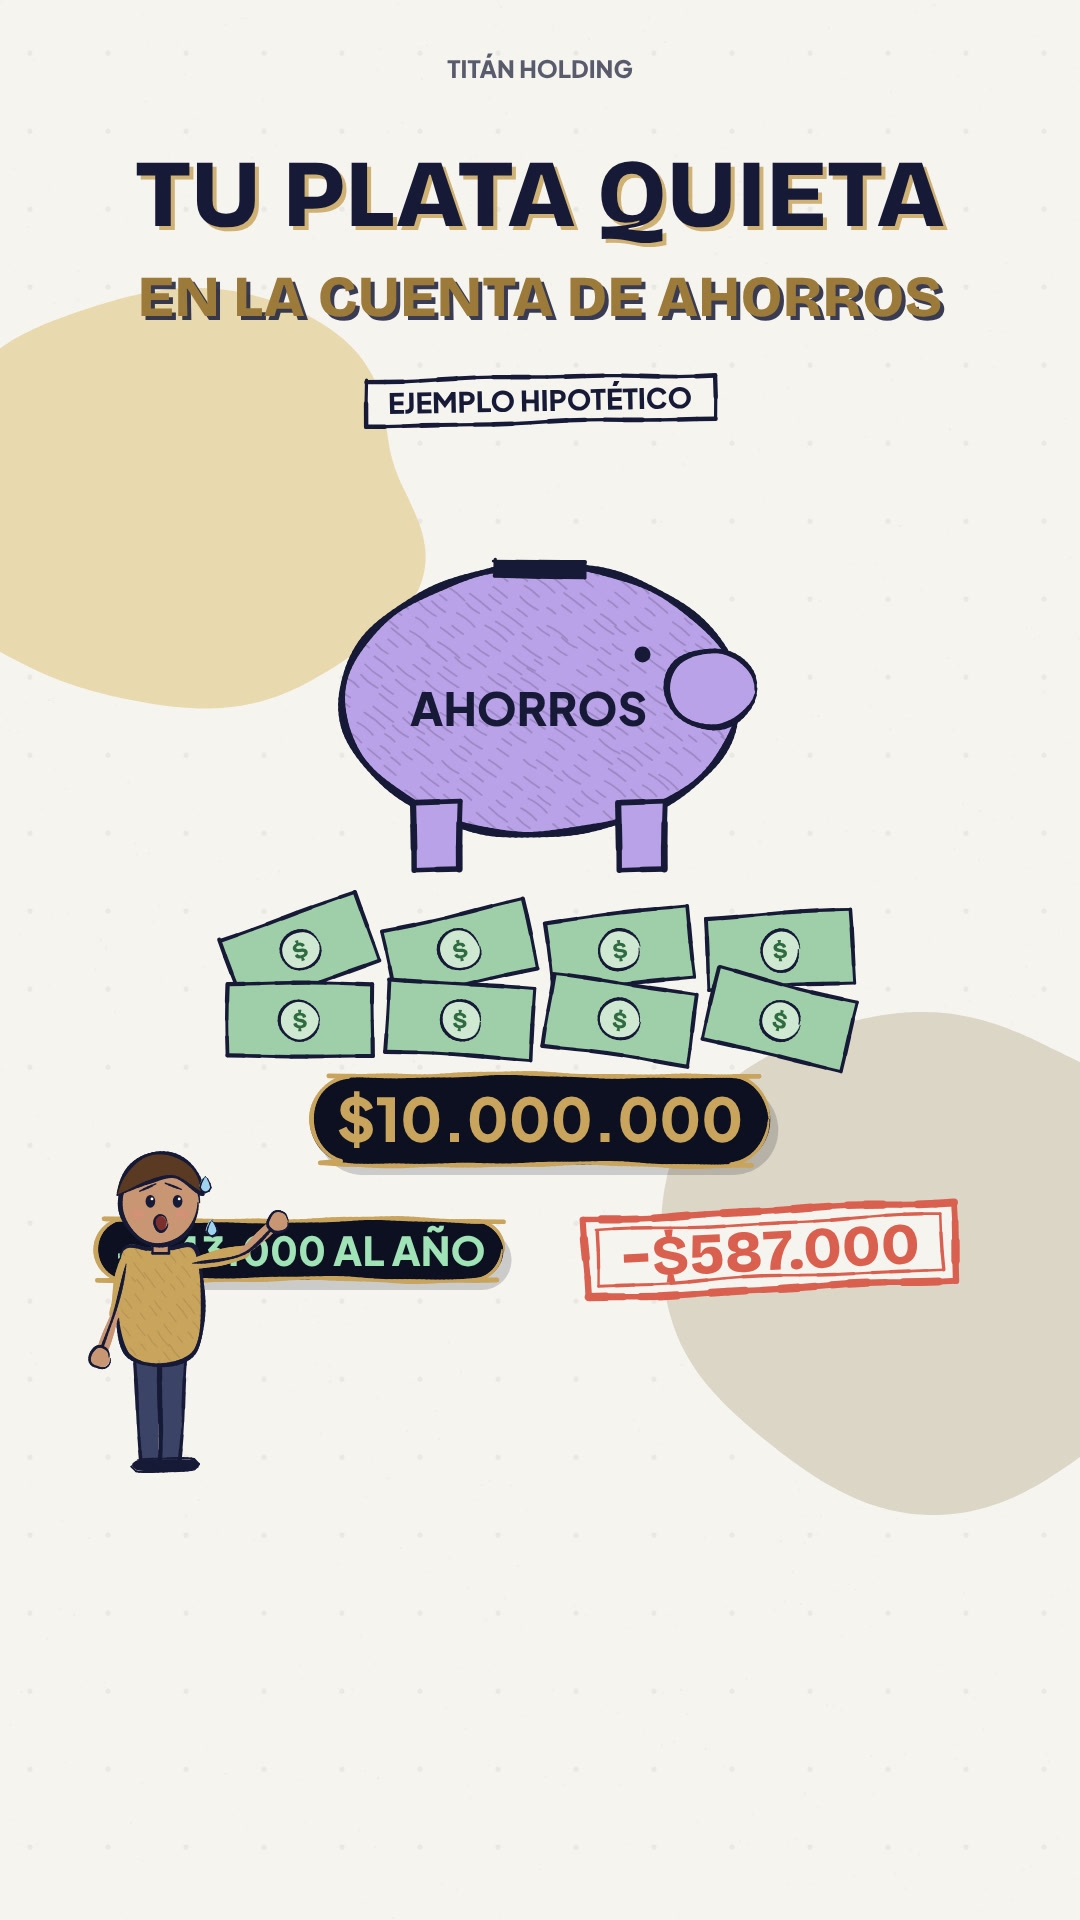 TITÁN HOLDING
TU PLATA QUIETA
EN LA CUENTA DE AHORROS
EJEMPLO HIPOTÉTICO
AHORROS
$ $ $ $
$ $ $ $
$10.000.000
000 AL AÑO
-$587.000